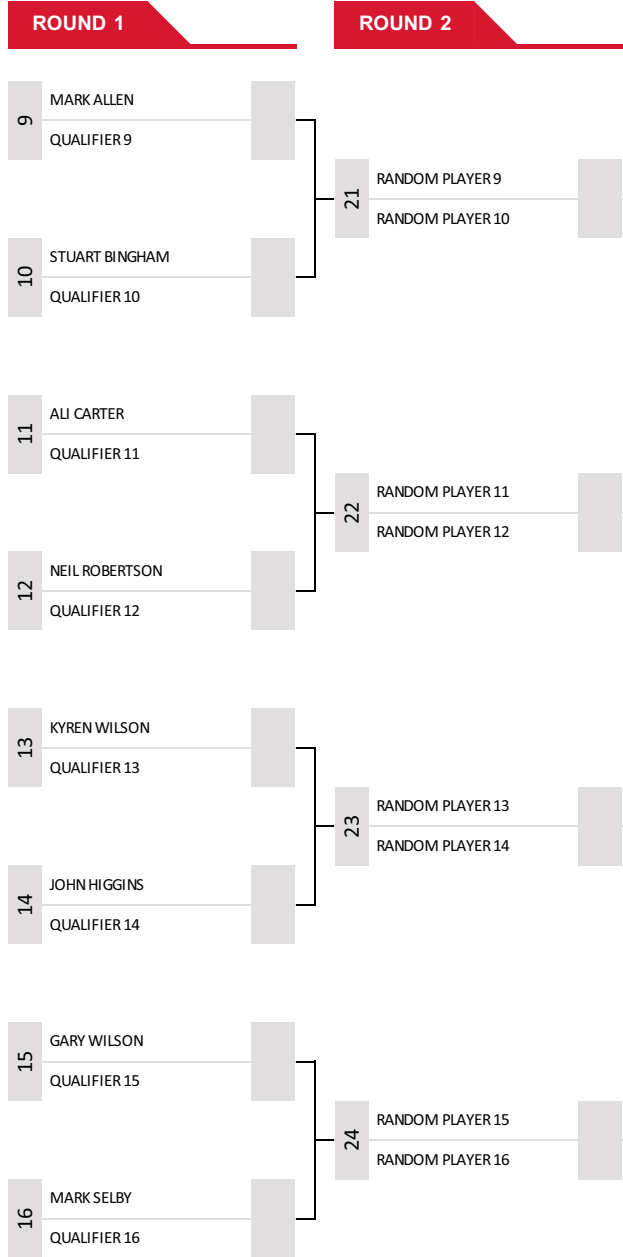 ROUND 1
ROUND 2
9
MARK ALLEN
QUALIFIER 9
10
STUART BINGHAM
QUALIFIER 10
21
RANDOM PLAYER 9
RANDOM PLAYER 10
11
ALI CARTER
QUALIFIER 11
12
NEIL ROBERTSON
QUALIFIER 12
22
RANDOM PLAYER 11
RANDOM PLAYER 12
13
KYREN WILSON
QUALIFIER 13
14
JOHN HIGGINS
QUALIFIER 14
23
RANDOM PLAYER 13
RANDOM PLAYER 14
15
GARY WILSON
QUALIFIER 15
16
MARK SELBY
QUALIFIER 16
24
RANDOM PLAYER 15
RANDOM PLAYER 16